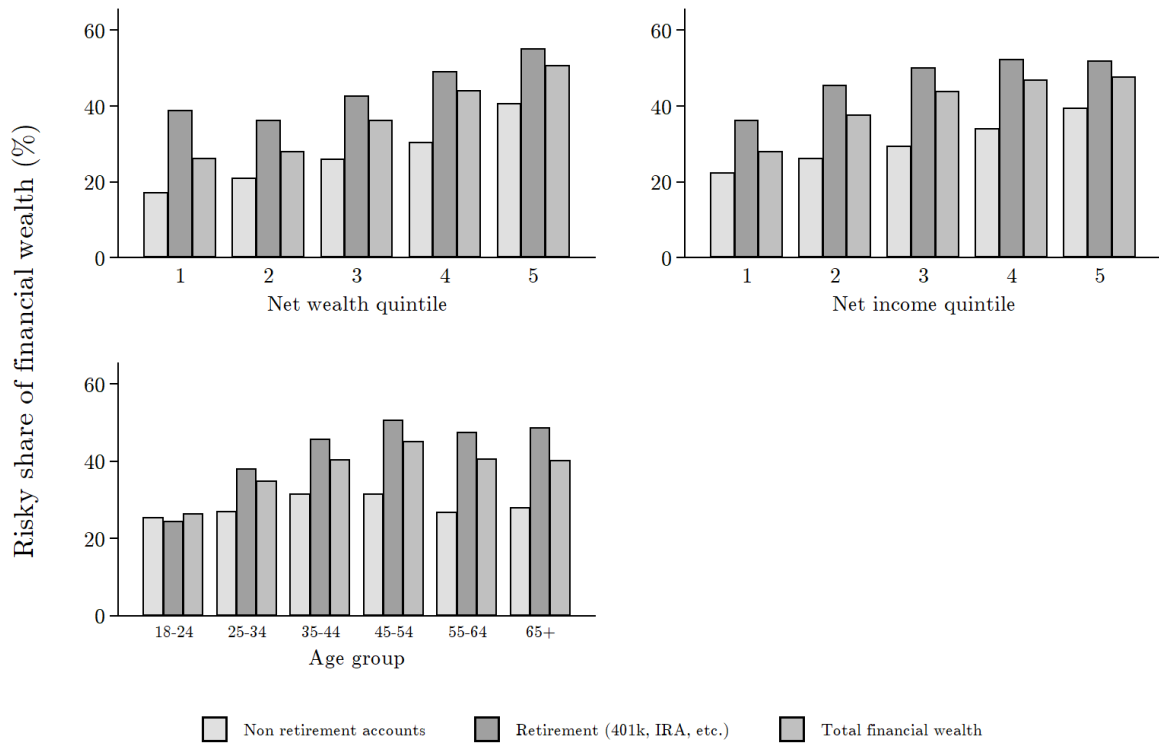 Risky share of financial wealth (%)
60
40
20
0
1 2 3 4 5
Net wealth quintile
60
40
20
0
1 2 3 4 5
Net income quintile
60
40
20
0
18-24 25-34 35-44 45-54 55-64 65+
Age group
Non retirement accounts Retirement (401k, IRA, etc.) Total financial wealth